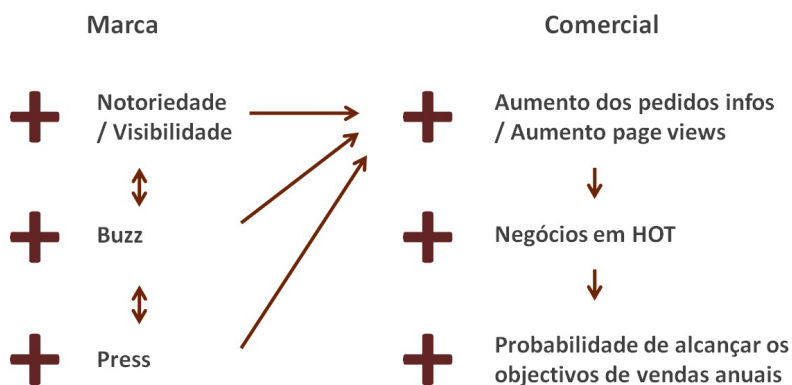 Marca
Notoriedade
/ Visibilidade
Buzz
Press
Comercial
Aumento dos pedidos infos
/ Aumento page views
Negócios em HOT
Probabilidade de alcançar os
objectivos de vendas anuais